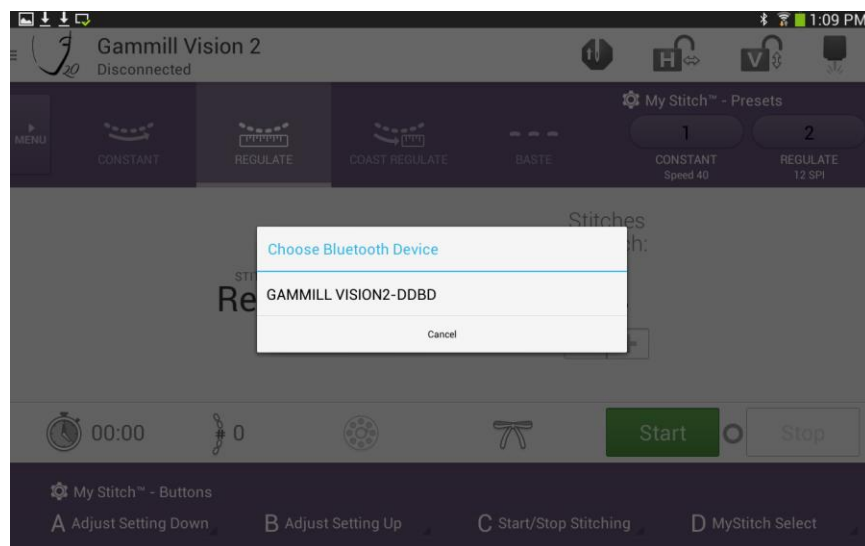 1:09 PM
Gammill Vision 2
Disconnected
20
H
V
My Stitch™ - Presets
MENU
CONSTANT
REGULATE
COAST REGULATE
BASTE
1
CONSTANT
Speed 40
2
REGULATE
12 SPI
Stitches
Choose Bluetooth Device
GAMMILL VISION2-DDBD
Cancel
00:00
0
Start
Stop
My Stitch™ - Buttons
A Adjust Setting Down
B Adjust Setting Up
C Start/Stop Stitching
D MyStitch Select